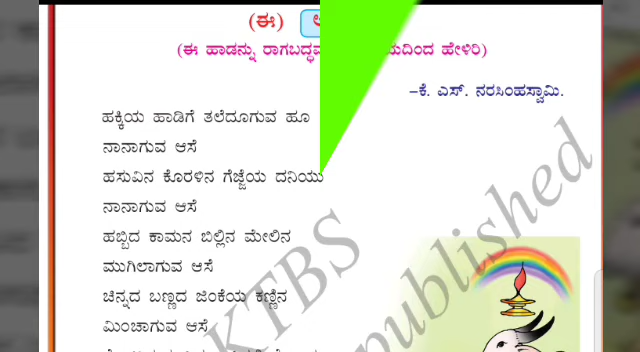 (ಈ)
(ಈ ಹಾಡನ್ನು ರಾಗಬದ್ಧವ ಯದಿಂದ ಹೇಳಿರಿ)
–ಕೆ. ಎಸ್. ನರಸಿಂಹಸ್ವಾಮಿ.
ಹಕ್ಕಿಯ ಹಾಡಿಗೆ ತಲೆದೂಗುವ ಹೂ
ನಾನಾಗುವ ಆಸೆ
ಹಸುವಿನ ಕೊರಳಿನ ಗೆಜ್ಜೆಯ ದನಿಯು
ನಾನಾಗುವ ಆಸೆ
ಹಬ್ಬಿದ ಕಾಮನ ಬಿಲ್ಲಿನ ಮೇಲಿನ
ಮುಗಿಲಾಗುವ ಆಸೆ
ಚಿನ್ನದ ಬಣ್ಣದ ಜಿಂಕೆಯ ಕಣ್ಣಿನ
ಮಿಂಚಾಗುವ ಆಸೆ
KTBS
published